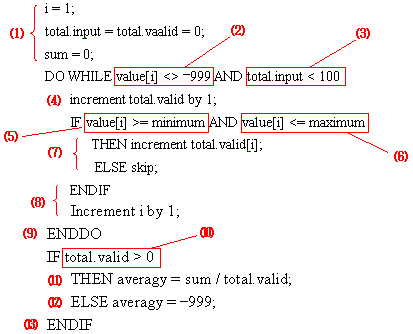 i = 1;
(1) total.input = total.vaalid = 0;
(2)
(3)
sum = 0;
DO WHILE value[i] <> -999 AND total.input < 100
(4) increment total.valid by 1;
(5) IF value[i] >= minimum AND value[i] <= maximum
(6)
(7) THEN increment total.valid[i];
ELSE skip;
(8) ENDIF
Increment i by 1;
(9) ENDDO
(10)
IF total.valid > 0
(11) THEN averagy = sum / total.valid;
(12) ELSE averagy = -999;
(13) ENDIF